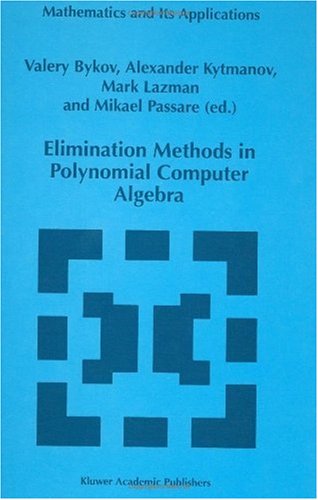 Mathematics and Its Applications
Valery Bykov, Alexander Kytmanov,
Mark Lazman
and Mikael Passare (ed.)
Elimination Methods in
Polynomial Computer
Algebra
Kluwer Academic Publishers